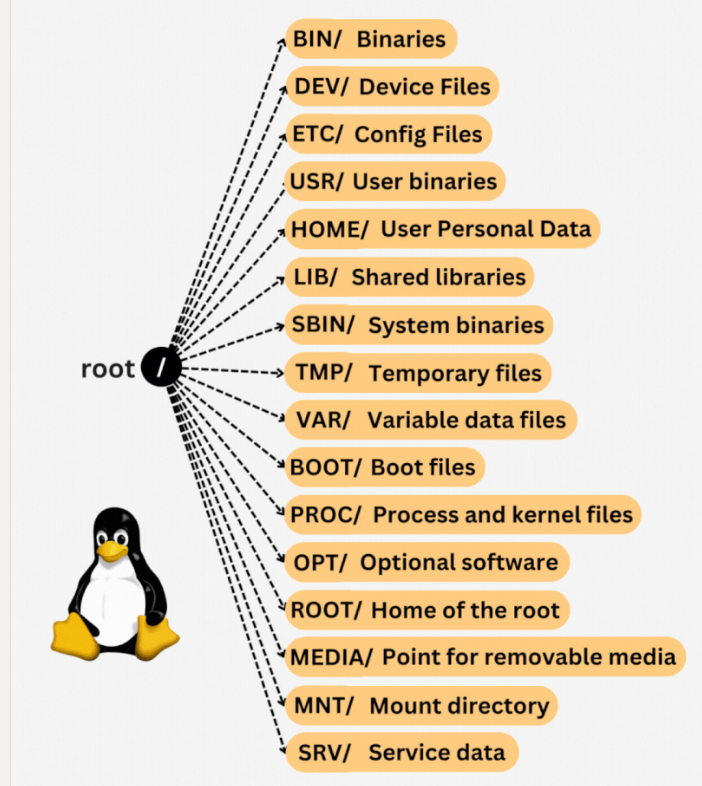 BIN/ Binaries
DEV/ Device Files
ETC/ Config Files
USR/ User binaries
HOME/ User Personal Data
LIB/ Shared libraries
SBIN/ System binaries
root /
TMP/ Temporary files
VAR/ Variable data files
BOOT/ Boot files
PROC/ Process and kernel files
OPT/ Optional software
ROOT/ Home of the root
MEDIA/ Point for removable media
MNT/ Mount directory
SRV/ Service data